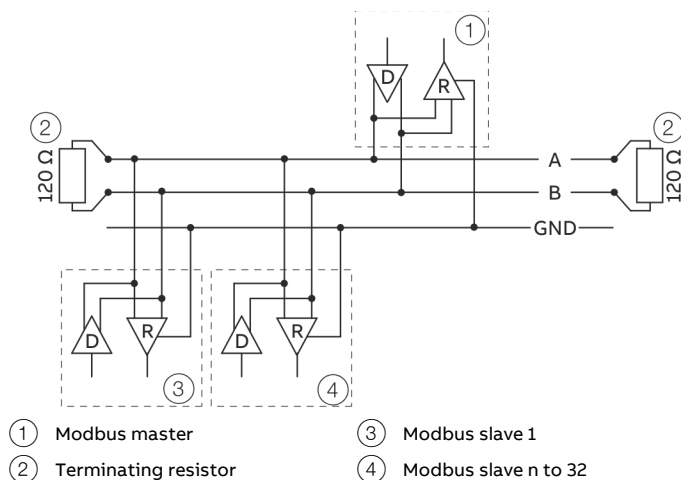 1
D R
2 2
120 Ω 120 Ω
A
B
GND
D R D R
3 4
1 Modbus master 3 Modbus slave 1
2 Terminating resistor 4 Modbus slave n to 32